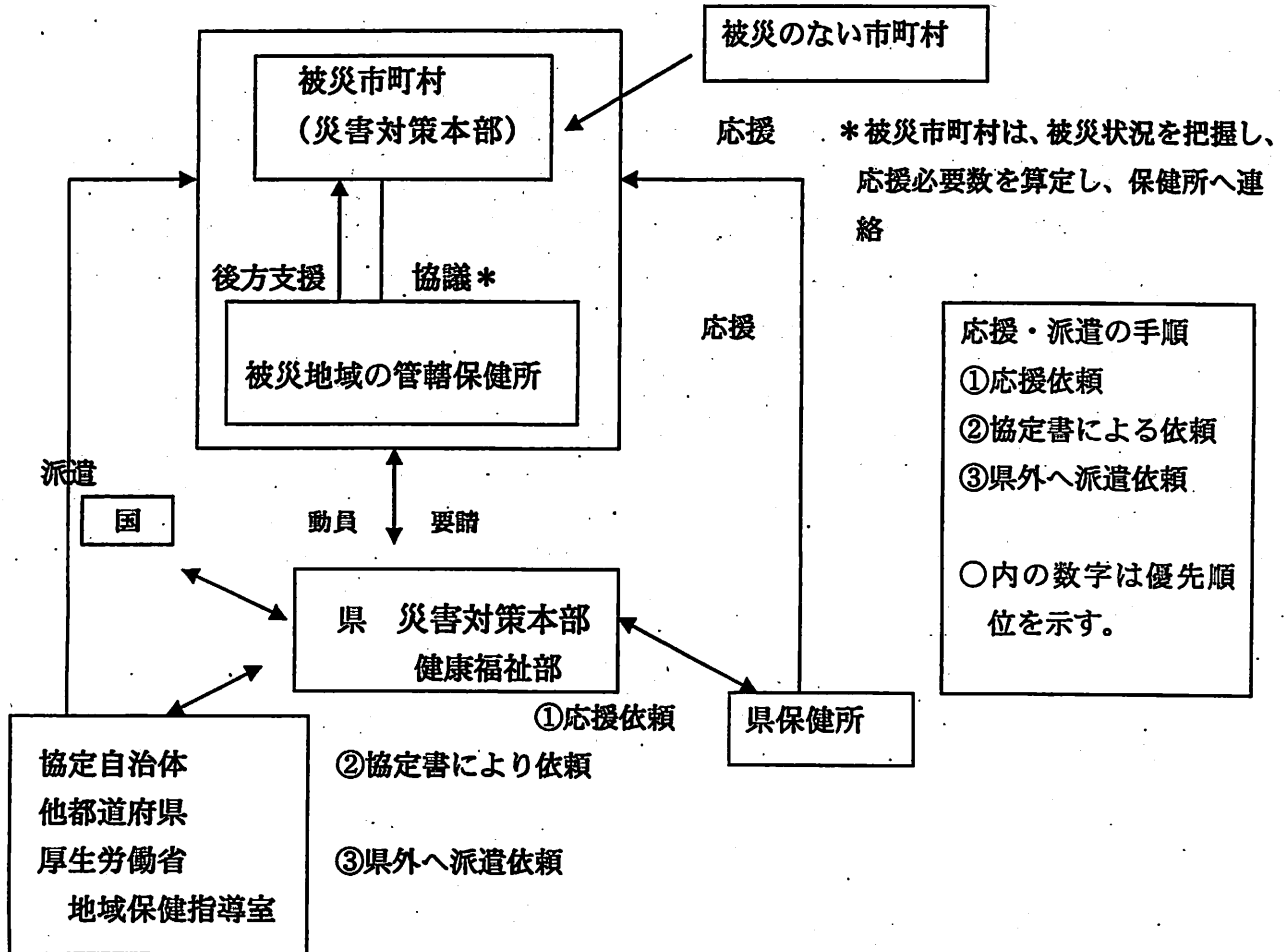 被災のない市町村
被災市町村
（災害対策本部）
応援
＊被災市町村は、被災状況を把握し、
応援必要数を算定し、保健所へ連
絡
後方支援
協議＊
被災地域の管轄保健所
応援
応援・派遣の手順
①応援依頼
②協定書による依頼
③県外へ派遣依頼
○内の数字は優先順
位を示す。
派遣
国
動員
要請
県　災害対策本部
健康福祉部
①応援依頼
県保健所
協定自治体
②協定書により依頼
他都道府県
厚生労働省
③県外へ派遣依頼
地域保健指導室